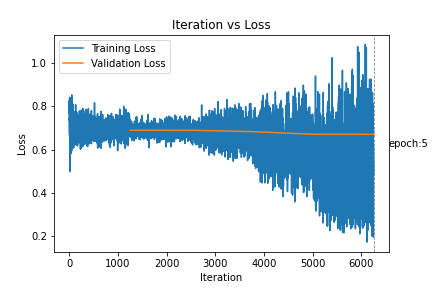 Iteration vs Loss
Training Loss
Validation Loss
Loss
1.0
0.8
0.6
0.4
0.2
epoch:5
0 1000 2000 3000 4000 5000 6000
Iteration